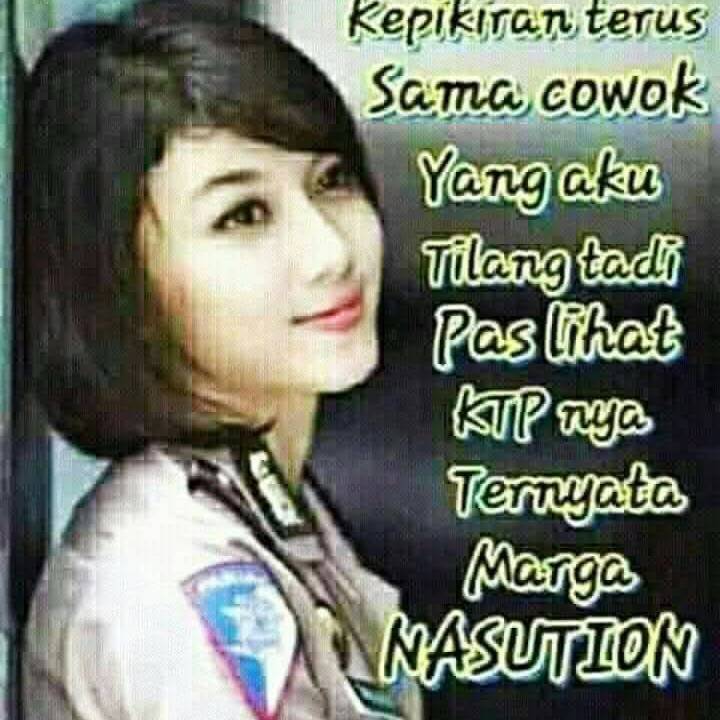 Kepikiran terus
Sama cowok
Yang aku
Tilang tadi
Pas lihat
KTP nya
Ternyata
Marga
NASUTION